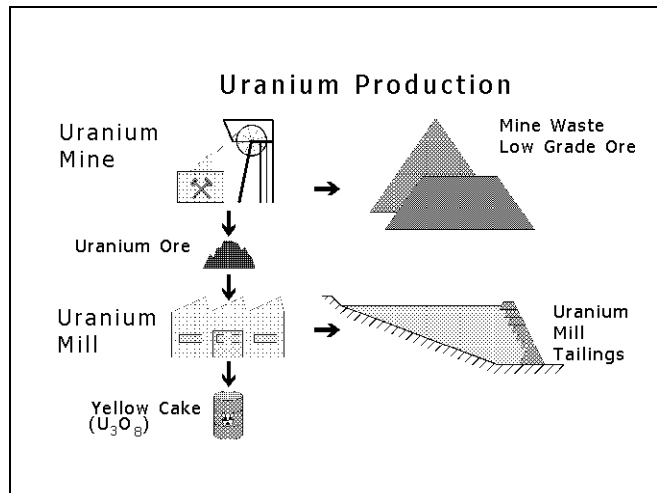 Uranium Production
Uranium
Mine
Mine Waste
Low Grade Ore
Uranium Ore
Uranium
Mill
Uranium
Mill
Tailings
Yellow Cake
(U₃O₈)